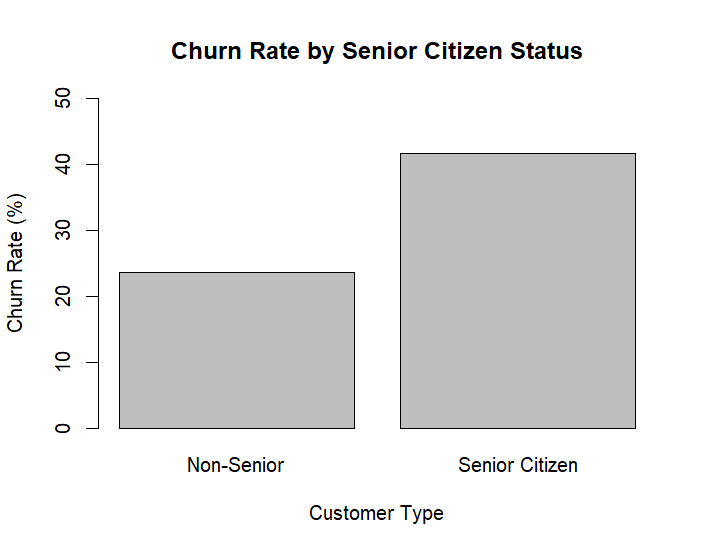 Churn Rate by Senior Citizen Status
Churn Rate (%)
50
40
30
20
10
0
Non-Senior
Senior Citizen
Customer Type